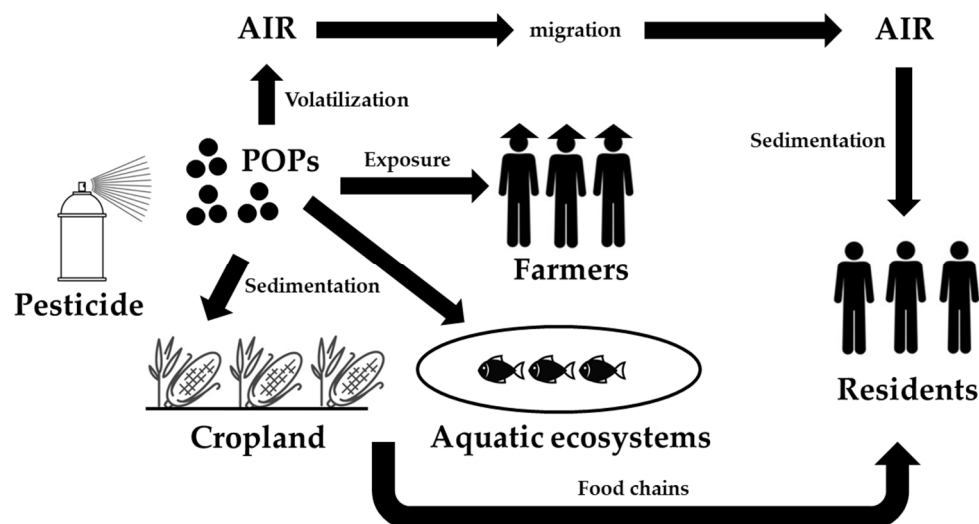 AIR
migration
AIR
Volatilization
POPs
Exposure
Sedimentation
Pesticide
Sedimentation
Farmers
Residents
Cropland
Aquatic ecosystems
Food chains